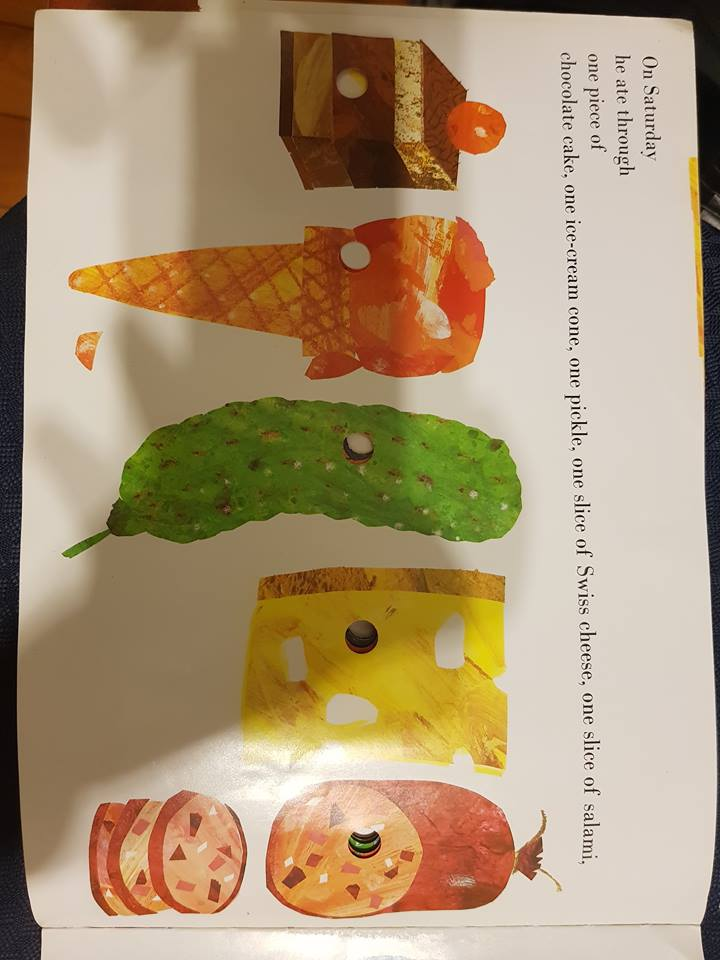 On Saturday
he ate through
one piece of
chocolate cake, one ice-cream cone, one pickle, one slice of Swiss cheese, one slice of salami,